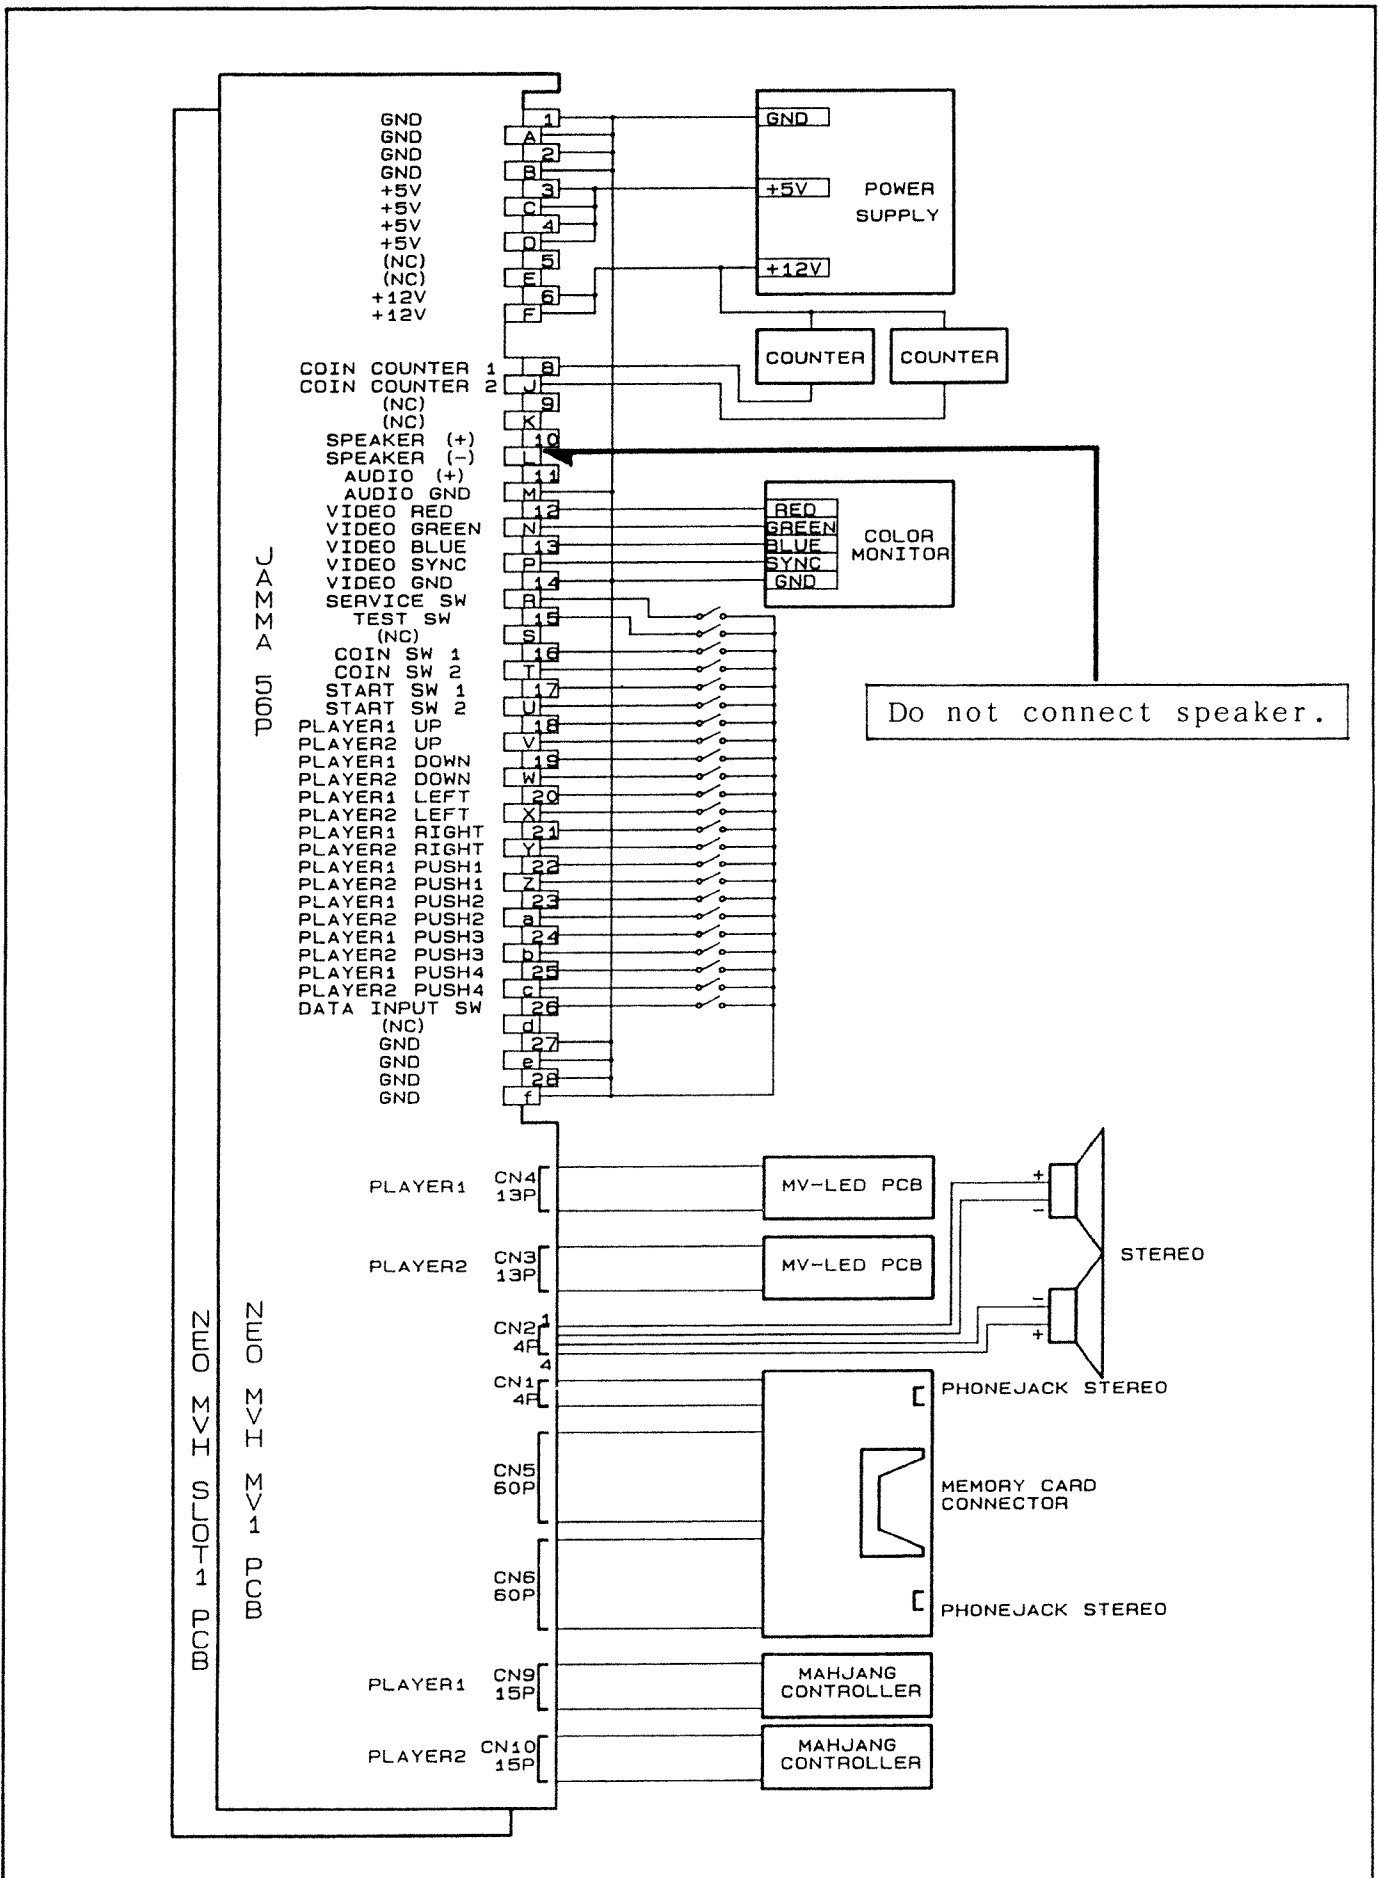 GND 1
GND A
GND 2
GND B
+5V 3
+5V C
+5V 4
+5V D
(NC) 5
(NC) E
+12V 6
+12V F
COIN COUNTER 1 8
COIN COUNTER 2 J
(NC) 9
(NC) K
SPEAKER (+) 10
SPEAKER (-) L
AUDIO (+) 11
AUDIO GND M
VIDEO RED 12
VIDEO GREEN N
VIDEO BLUE 13
VIDEO SYNC P
VIDEO GND 14
SERVICE SW R
TEST SW 15
(NC) S
COIN SW 1 16
COIN SW 2 T
START SW 1 17
START SW 2 U
PLAYER1 UP 18
PLAYER2 UP V
PLAYER1 DOWN 19
PLAYER2 DOWN W
PLAYER1 LEFT 20
PLAYER2 LEFT X
PLAYER1 RIGHT 21
PLAYER2 RIGHT Y
PLAYER1 PUSH1 22
PLAYER2 PUSH1 Z
PLAYER1 PUSH2 23
PLAYER2 PUSH2 a
PLAYER1 PUSH3 24
PLAYER2 PUSH3 b
PLAYER1 PUSH4 25
PLAYER2 PUSH4 c
DATA INPUT SW 26
(NC) d
GND 27
GND e
GND 28
GND f
JAMMA 56P
GND
+5V
+12V
POWER
SUPPLY
COUNTER
COUNTER
RED
GREEN
BLUE
SYNC
GND
COLOR
MONITOR
Do not connect speaker.
PLAYER1
CN4
13P
MV-LED PCB
PLAYER2
CN3
13P
MV-LED PCB
+
-
-
+
STEREO
1
CN2
4P
4
CN1
4P
PHONEJACK STEREO
CN5
60P
MEMORY CARD
CONNECTOR
CN6
60P
PHONEJACK STEREO
PLAYER1
CN9
15P
MAHJANG
CONTROLLER
PLAYER2
CN10
15P
MAHJANG
CONTROLLER
NEO MVH MV1 PCB
NEO MVH SLOT1 PCB